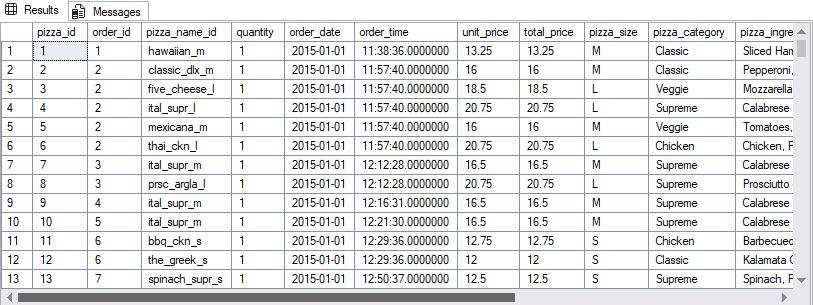 Results Messages
pizza_id order_id pizza_name_id quantity order_date order_time unit_price total_price pizza_size pizza_category pizza_ingre
1 1 1 hawaiian_m 1 2015-01-01 11:38:36.0000000 13.25 13.25 M Classic Sliced Ham
2 2 2 classic_dlx_m 1 2015-01-01 11:57:40.0000000 16 16 M Classic Pepperoni,
3 3 2 five_cheese_l 1 2015-01-01 11:57:40.0000000 18.5 18.5 L Veggie Mozzarella
4 4 2 ital_supr_l 1 2015-01-01 11:57:40.0000000 20.75 20.75 L Supreme Calabrese
5 5 2 mexicana_m 1 2015-01-01 11:57:40.0000000 16 16 M Veggie Tomatoes,
6 6 2 thai_ckn_l 1 2015-01-01 11:57:40.0000000 20.75 20.75 L Chicken Chicken, P
7 7 3 ital_supr_m 1 2015-01-01 12:12:28.0000000 16.5 16.5 M Supreme Calabrese
8 8 3 prsc_argla_l 1 2015-01-01 12:12:28.0000000 20.75 20.75 L Supreme Prosciutto
9 9 4 ital_supr_m 1 2015-01-01 12:16:31.0000000 16.5 16.5 M Supreme Calabrese
10 10 5 ital_supr_m 1 2015-01-01 12:21:30.0000000 16.5 16.5 M Supreme Calabrese
11 11 6 bbq_ckn_s 1 2015-01-01 12:29:36.0000000 12.75 12.75 S Chicken Barbecued
12 12 6 the_greek_s 1 2015-01-01 12:29:36.0000000 12 12 S Classic Kalamata
13 13 7 spinach_supr_s 1 2015-01-01 12:50:37.0000000 12.5 12.5 S Supreme Spinach, F